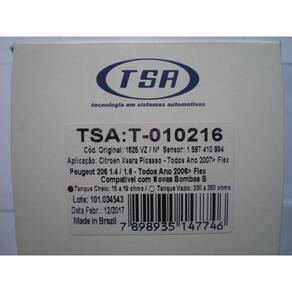 TSA
tecnologia em sistemas automotivos
TSA:T-010216
Cód. Original: 1525.VZ / Nº Sensor: 1 587 410 894
Aplicação: Citroen Xsara Picasso - Todos Ano 2007> Flex
Peugeot 206 1.4 / 1.6 - Todos Ano 2006> Flex
Compatível com Novas Bombas B
Tanque Cheio: 15 a 19 ohms / Tanque Vazio: 330 a 350 ohms
Lote: 101.034543
Data Fabr.: 12/2017
Made in Brazil
7 898935 147746